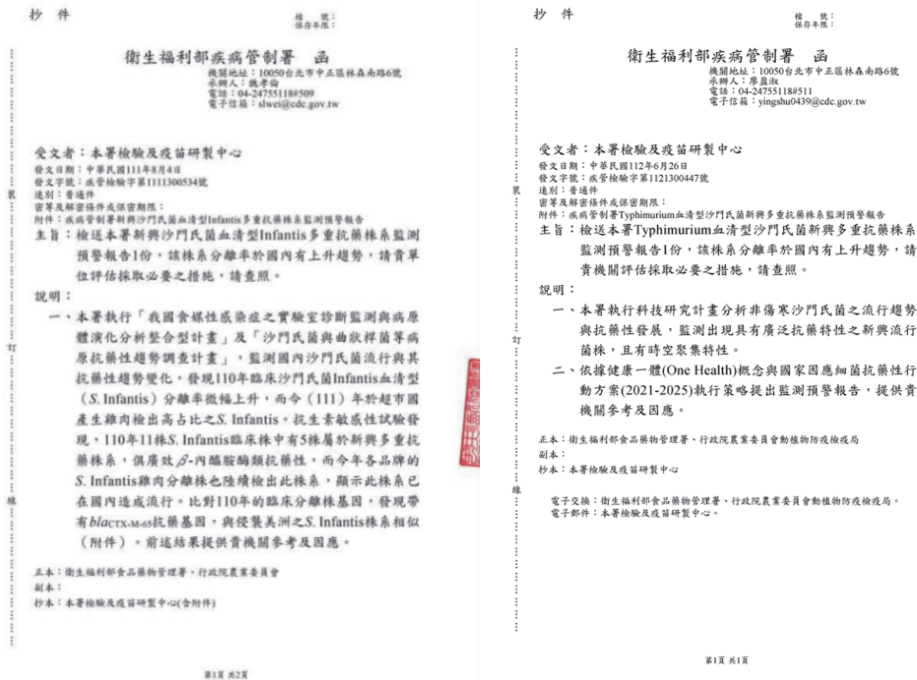 抄 件
檔 號：
保存年限：
衛生福利部疾病管制署 函
機關地址：10050台北市中正區林森南路6號
承辦人：魏孝倫
電話：04-24755118#509
電子信箱：slwei@cdc.gov.tw
受文者：本署檢驗及疫苗研製中心
發文日期：中華民國111年8月4日
發文字號：疾管檢驗字第1111300534號
速別：普通件
密等及解密條件或保密期限：
附件：疾病管制署新興沙門氏菌血清型Infantis多重抗藥株系監測預警報告
主旨：檢送本署新興沙門氏菌血清型Infantis多重抗藥株系監測
預警報告1份，該株系分離率於國內有上升趨勢，請貴單
位評估採取必要之措施，請查照。
說明：
一、本署執行「我國食媒性感染症之實驗室診斷監測與病原
體演化分析整合型計畫」及「沙門氏菌與曲狀桿菌等病
原抗藥性趨勢調查計畫」，監測國內沙門氏菌流行與其
抗藥性趨勢變化，發現110年臨床沙門氏菌Infantis血清型
（S. Infantis）分離率微幅上升，而今（111）年於超市國
產生雞肉檢出高占比之S. Infantis。抗生素敏感性試驗發
現，110年11株S. Infantis臨床株中有5株屬於新興多重抗
藥株系，俱廣效β-內醯胺酶類抗藥性，而今年各品牌的
S. Infantis雞肉分離株也陸續檢出此株系，顯示此株系已
在國內造成流行。比對110年的臨床分離株基因，發現帶
有blaCTX-M-65抗藥基因，與侵襲美洲之S. Infantis株系相似
（附件）。前述結果提供貴機關參考及因應。
正本：衛生福利部食品藥物管理署、行政院農業委員會
副本：
抄本：本署檢驗及疫苗研製中心(含附件)
裝
訂
線
第1頁 共2頁
抄 件
檔 號：
保存年限：
衛生福利部疾病管制署 函
機關地址：10050台北市中正區林森南路6號
承辦人：廖盈淑
電話：04-24755118#511
電子信箱：yingshu0439@cdc.gov.tw
受文者：本署檢驗及疫苗研製中心
發文日期：中華民國112年6月26日
發文字號：疾管檢驗字第1121300447號
速別：普通件
密等及解密條件或保密期限：
附件：疾病管制署Typhimurium血清型沙門氏菌新興多重抗藥株系監測預警報告
主旨：檢送本署Typhimurium血清型沙門氏菌新興多重抗藥株系
監測預警報告1份，該株系分離率於國內有上升趨勢，請
貴機關評估採取必要之措施，請查照。
說明：
一、本署執行科技研究計畫分析非傷寒沙門氏菌之流行趨勢
與抗藥性發展，監測出現具有廣泛抗藥特性之新興流行
菌株，且有時空聚集特性。
二、依據健康一體(One Health)概念與國家因應細菌抗藥性行
動方案(2021-2025)執行策略提出監測預警報告，提供貴
機關參考及因應。
正本：衛生福利部食品藥物管理署、行政院農業委員會動植物防疫檢疫局
副本：
抄本：本署檢驗及疫苗研製中心
電子交換：衛生福利部食品藥物管理署、行政院農業委員會動植物防疫檢疫局。
電子郵件：本署檢驗及疫苗研製中心。
裝
訂
線
第1頁 共1頁